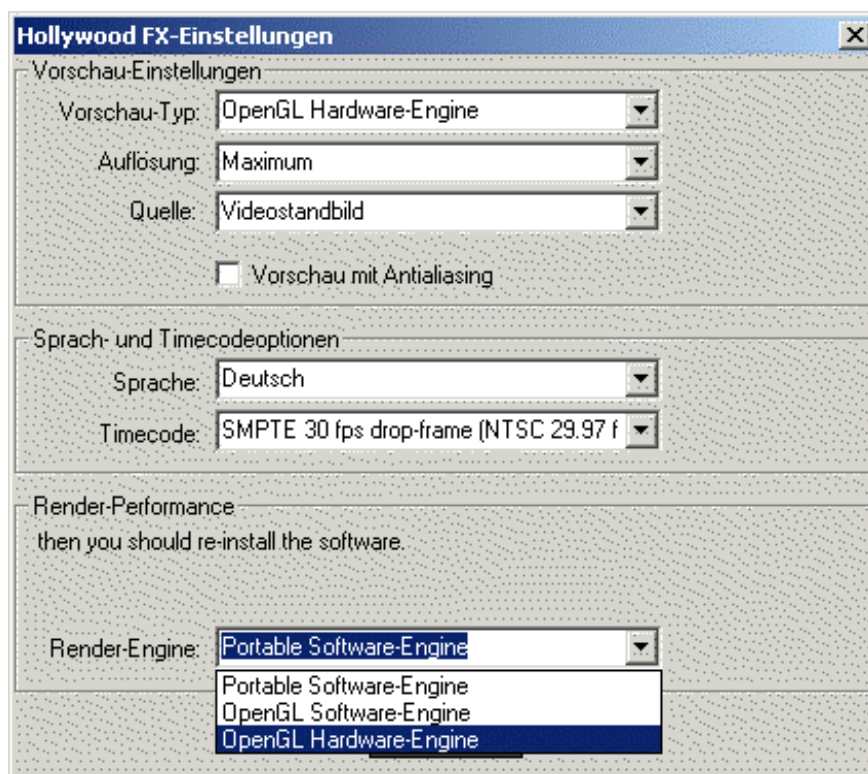 Hollywood FX-Einstellungen
Vorschau-Einstellungen
Vorschau-Typ: OpenGL Hardware-Engine
Auflösung: Maximum
Quelle: Videostandbild
Vorschau mit Antialiasing
Sprach- und Timecodeoptionen
Sprache: Deutsch
Timecode: SMPTE 30 fps drop-frame (NTSC 29.97 f
Render-Performance
then you should re-install the software.
Render-Engine: Portable Software-Engine
Portable Software-Engine
OpenGL Software-Engine
OpenGL Hardware-Engine